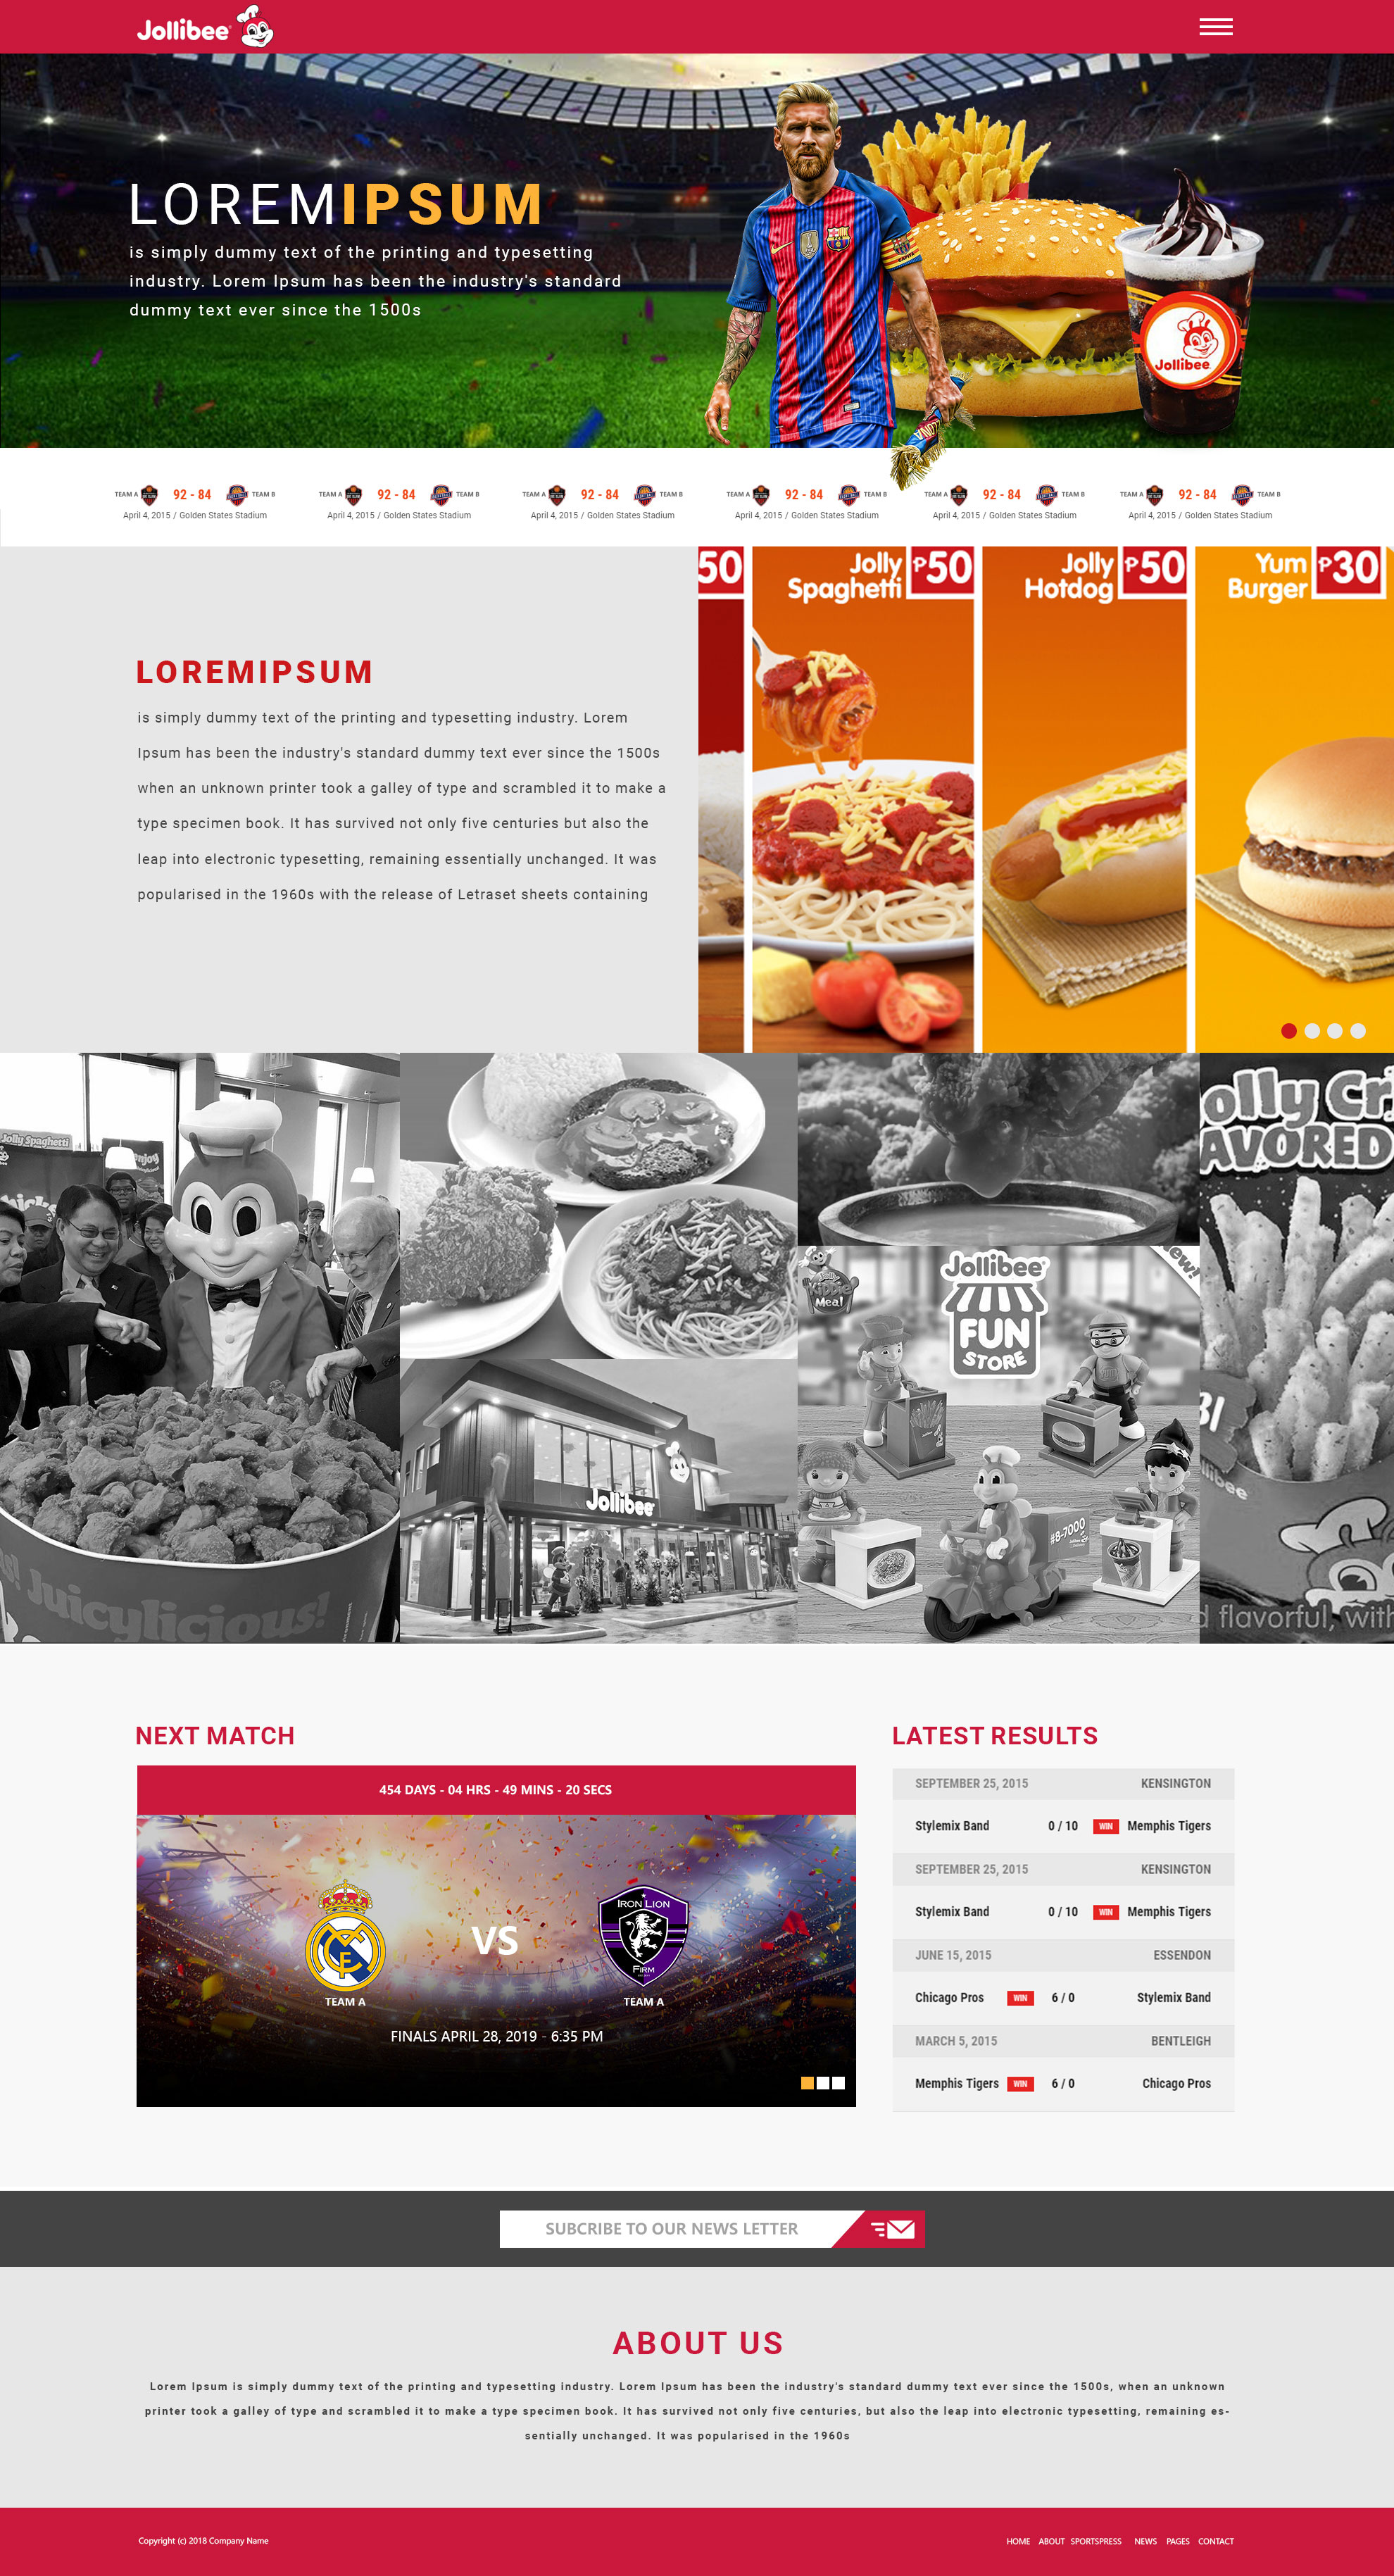 Jollibee
LOREMIPSUM
is simply dummy text of the printing and typesetting
industry. Lorem Ipsum has been the industry's standard
dummy text ever since the 1500s
Jollibee
TEAM A 92 - 84 TEAM B
April 4, 2015 / Golden States Stadium
TEAM A 92 - 84 TEAM B
April 4, 2015 / Golden States Stadium
TEAM A 92 - 84 TEAM B
April 4, 2015 / Golden States Stadium
TEAM A 92 - 84 TEAM B
April 4, 2015 / Golden States Stadium
TEAM A 92 - 84 TEAM B
April 4, 2015 / Golden States Stadium
TEAM A 92 - 84 TEAM B
April 4, 2015 / Golden States Stadium
LOREMIPSUM
is simply dummy text of the printing and typesetting industry. Lorem
Ipsum has been the industry's standard dummy text ever since the 1500s
when an unknown printer took a galley of type and scrambled it to make a
type specimen book. It has survived not only five centuries but also the
leap into electronic typesetting, remaining essentially unchanged. It was
popularised in the 1960s with the release of Letraset sheets containing
50
Jolly
Spaghetti ₱50
Jolly
Hotdog ₱50
Yum
Burger ₱30
Jolly Spaghetti
Juicylicious!
Jollibee
Meal
Jollibee
FUN
STORE
New!
#8-7000
olly Cr
AVORED
llibee
d flavorful, with
NEXT MATCH
454 DAYS - 04 HRS - 49 MINS - 20 SECS
VS
IRON LION
FIRM
TEAM A
TEAM A
FINALS APRIL 28, 2019 - 6:35 PM
LATEST RESULTS
SEPTEMBER 25, 2015 KENSINGTON
Stylemix Band 0 / 10 WIN Memphis Tigers
SEPTEMBER 25, 2015 KENSINGTON
Stylemix Band 0 / 10 WIN Memphis Tigers
JUNE 15, 2015 ESSENDON
Chicago Pros WIN 6 / 0 Stylemix Band
MARCH 5, 2015 BENTLEIGH
Memphis Tigers WIN 6 / 0 Chicago Pros
SUBCRIBE TO OUR NEWS LETTER
ABOUT US
Lorem Ipsum is simply dummy text of the printing and typesetting industry. Lorem Ipsum has been the industry's standard dummy text ever since the 1500s, when an unknown
printer took a galley of type and scrambled it to make a type specimen book. It has survived not only five centuries, but also the leap into electronic typesetting, remaining es-
sentially unchanged. It was popularised in the 1960s
Copyright (c) 2018 Company Name
HOME ABOUT SPORTSPRESS NEWS PAGES CONTACT